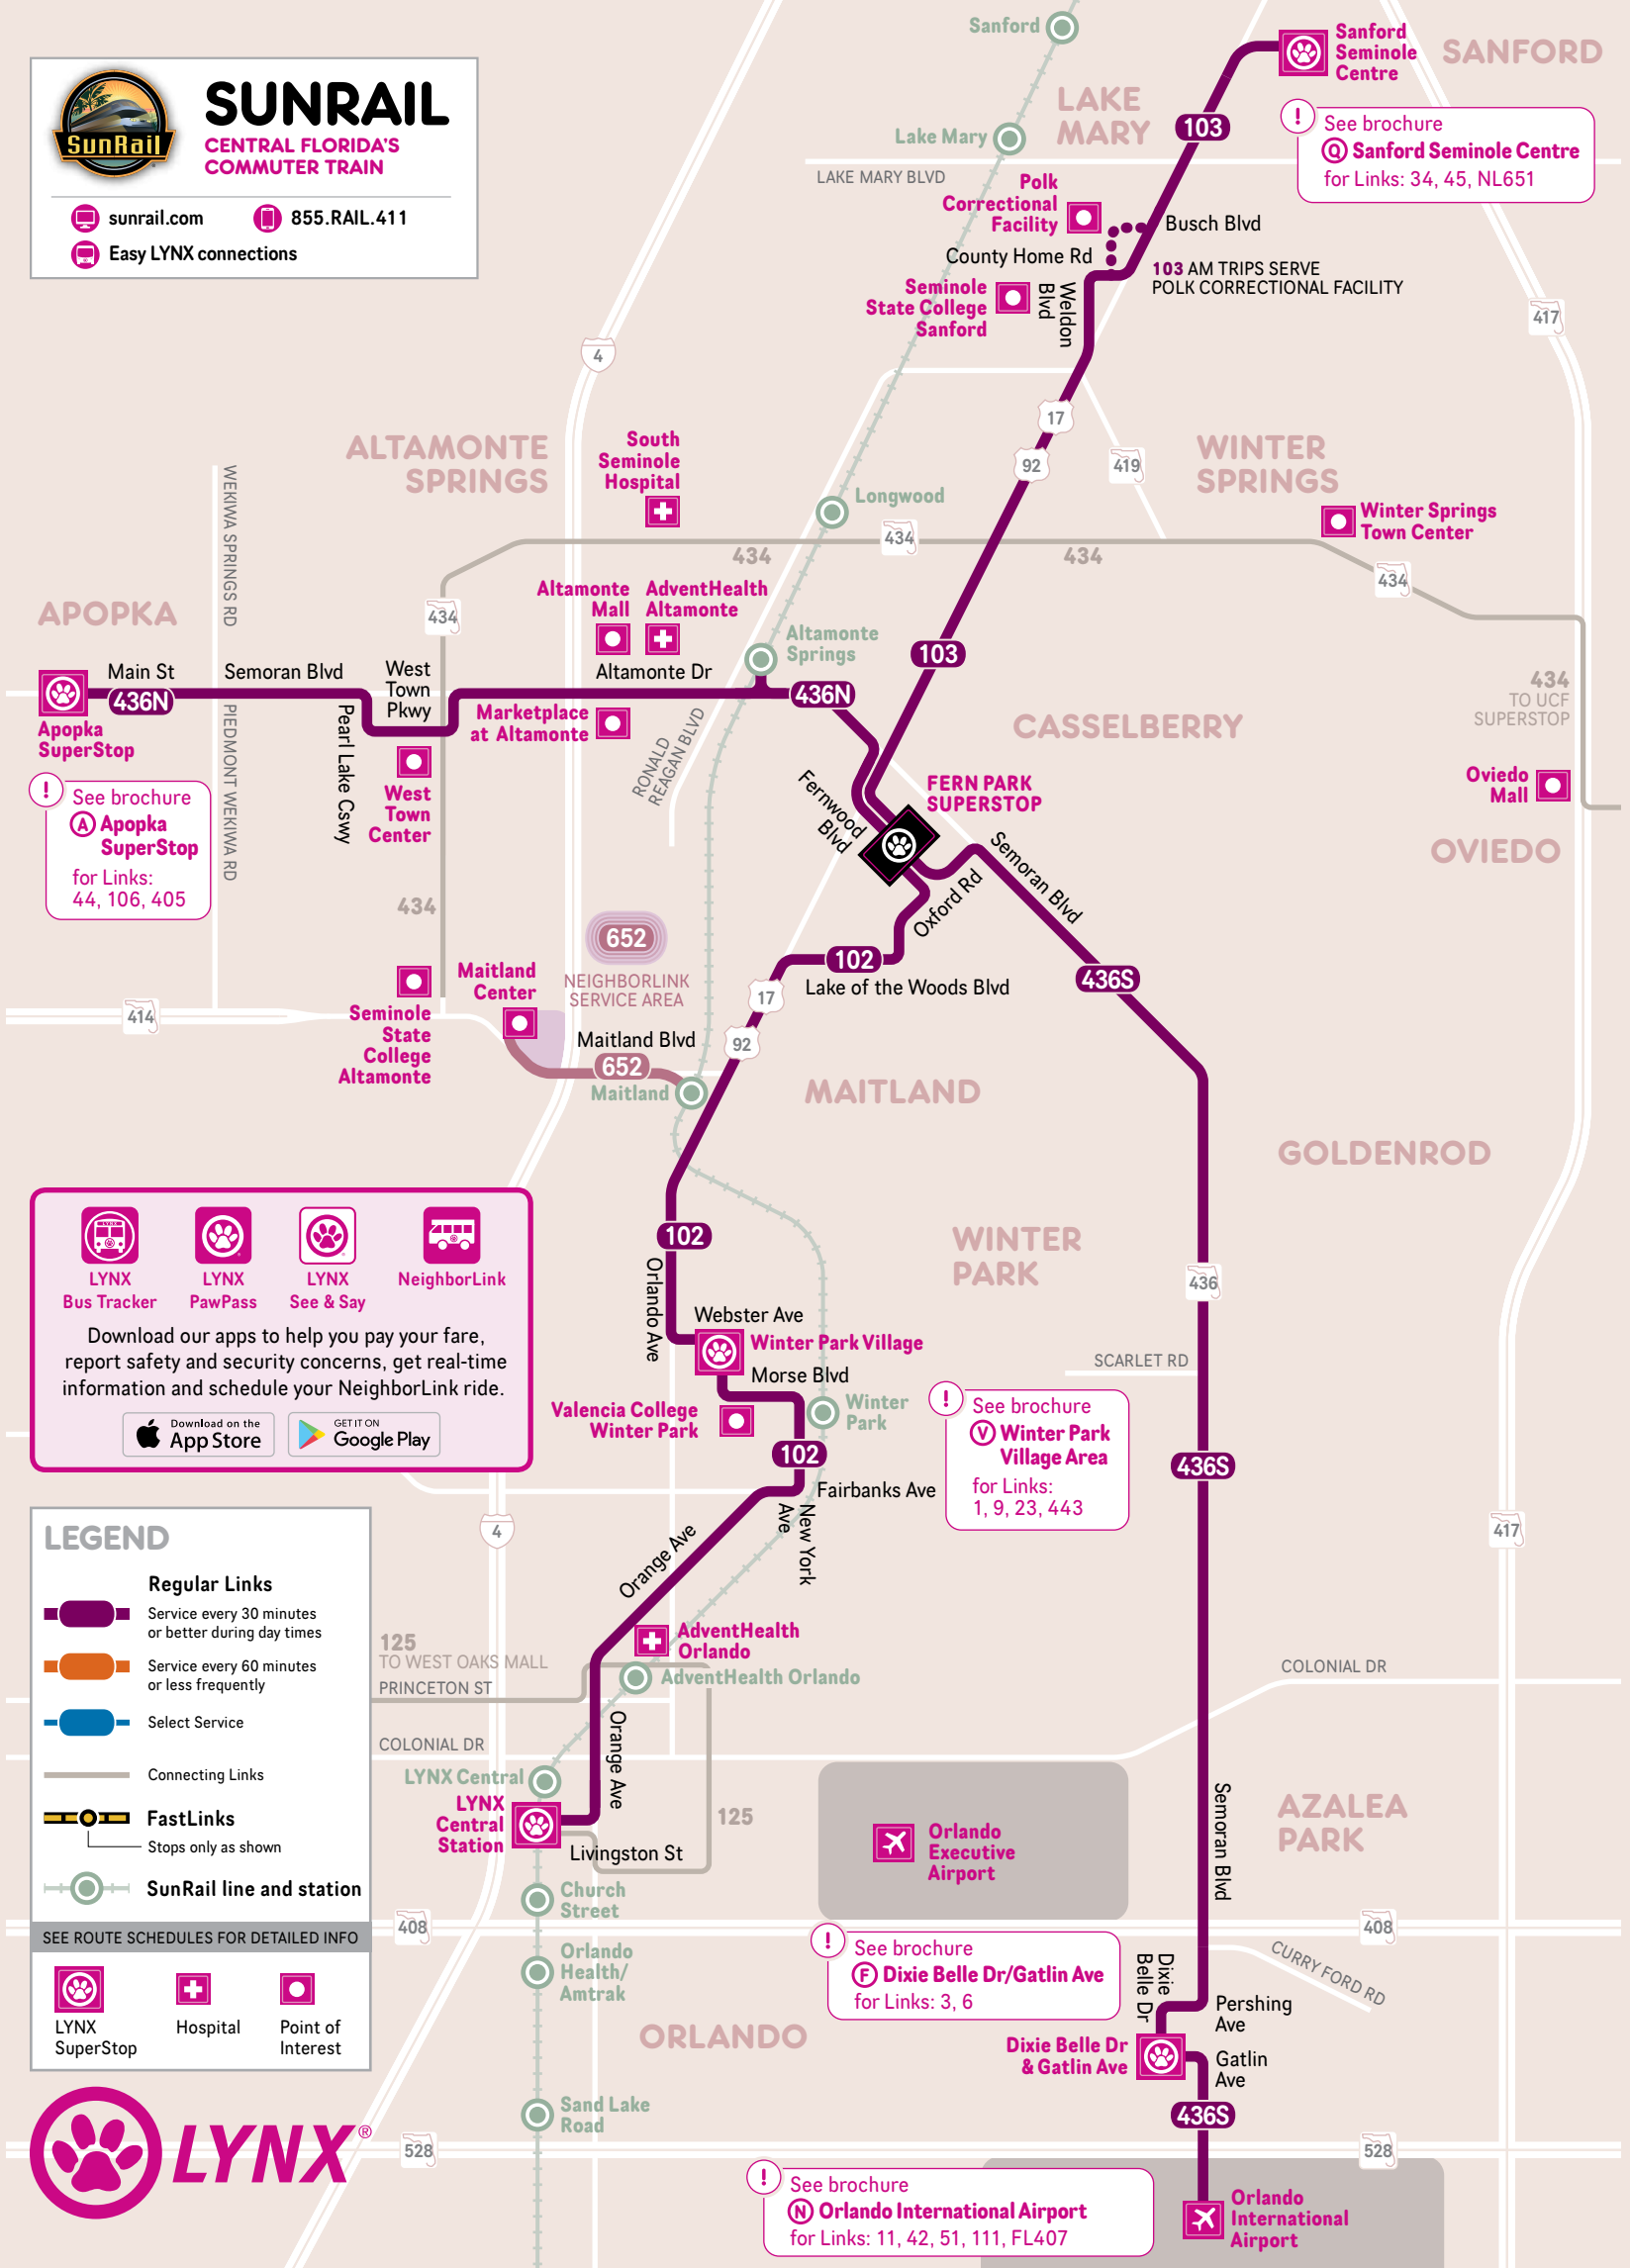 SunRail
SUNRAIL
CENTRAL FLORIDA'S
COMMUTER TRAIN
sunrail.com
855.RAIL.411
Easy LYNX connections
Sanford
Lake Mary
LAKE
MARY
LAKE MARY BLVD
Sanford
Seminole
Centre
SANFORD
103
!
See brochure
Q Sanford Seminole Centre
for Links: 34, 45, NL651
Polk
Correctional
Facility
Busch Blvd
County Home Rd
103 AM TRIPS SERVE
POLK CORRECTIONAL FACILITY
Seminole
State College
Sanford
Weldon
Blvd
417
4
17
92
419
ALTAMONTE
SPRINGS
South
Seminole
Hospital
Longwood
WINTER
SPRINGS
Winter Springs
Town Center
434
434
434
434
434
WEKIWA SPRINGS RD
APOPKA
Altamonte
Mall
AdventHealth
Altamonte
Altamonte
Springs
103
Main St
436N
Semoran Blvd
West
Town
Pkwy
Altamonte Dr
436N
Apopka
SuperStop
Pearl Lake Cswy
PIEDMONT WEKIWA RD
Marketplace
at Altamonte
RONALD
REAGAN BLVD
CASSELBERRY
434
TO UCF
SUPERSTOP
!
See brochure
A Apopka
SuperStop
for Links:
44, 106, 405
West
Town
Center
Fernwood
Blvd
FERN PARK
SUPERSTOP
Semoran Blvd
Oxford Rd
Oviedo
Mall
OVIEDO
434
652
NEIGHBORLINK
SERVICE AREA
102
Lake of the Woods Blvd
436S
17
92
414
Seminole
State
College
Altamonte
Maitland
Center
Maitland Blvd
652
Maitland
MAITLAND
GOLDENROD
LYNX
LYNX
Bus Tracker
LYNX
PawPass
LYNX
See & Say
NeighborLink
Download our apps to help you pay your fare,
report safety and security concerns, get real-time
information and schedule your NeighborLink ride.
Download on the
App Store
GET IT ON
Google Play
102
Orlando Ave
WINTER
PARK
436
Webster Ave
Winter Park Village
Morse Blvd
SCARLET RD
Valencia College
Winter Park
Winter
Park
!
See brochure
V Winter Park
Village Area
for Links:
1, 9, 23, 443
102
436S
Fairbanks Ave
New York
Ave
Orange Ave
4
417
LEGEND
Regular Links
Service every 30 minutes
or better during day times
Service every 60 minutes
or less frequently
Select Service
Connecting Links
FastLinks
Stops only as shown
SunRail line and station
SEE ROUTE SCHEDULES FOR DETAILED INFO
LYNX
SuperStop
Hospital
Point of
Interest
125
TO WEST OAKS MALL
PRINCETON ST
AdventHealth
Orlando
AdventHealth Orlando
COLONIAL DR
COLONIAL DR
Orange Ave
LYNX Central
LYNX
Central
Station
Livingston St
125
Orlando
Executive
Airport
AZALEA
PARK
Semoran Blvd
Church
Street
408
408
Orlando
Health/
Amtrak
!
See brochure
F Dixie Belle Dr/Gatlin Ave
for Links: 3, 6
CURRY FORD RD
Dixie
Belle Dr
Pershing
Ave
ORLANDO
Dixie Belle Dr
& Gatlin Ave
Gatlin
Ave
Sand Lake
Road
436S
LYNX®
528
528
!
See brochure
N Orlando International Airport
for Links: 11, 42, 51, 111, FL407
Orlando
International
Airport